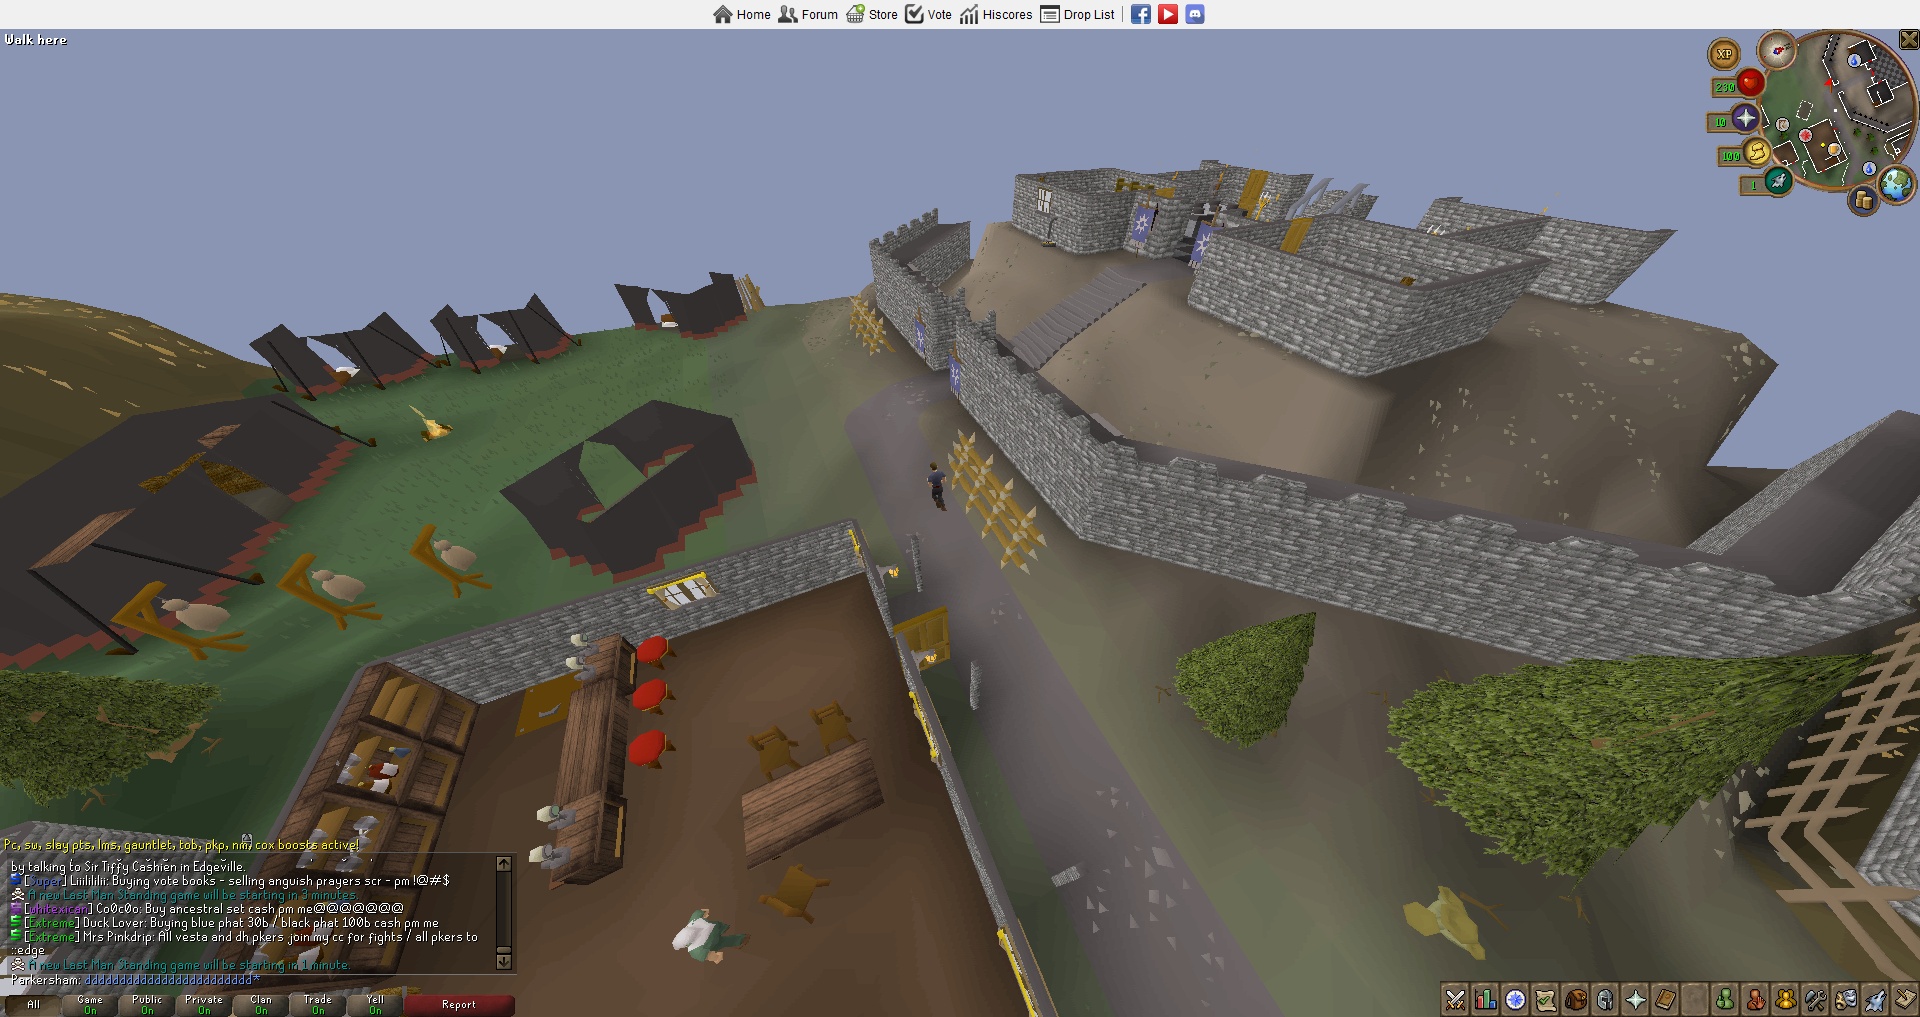 Home Forum Store Vote Hiscores Drop List
Walk here
XP
230
10
100
1
Pc, sw, slay pts, lms, gauntlet, tob, pkp, nm, cox boosts active!
by talking to Sir Tiffy Cashien in Edgeville.
[Super] Liiililili: Buying vote books - selling anguish prayers scr - pm !@#$
A new Last Man Standing game will be starting in 3 minutes.
[whitexican] Co0c0o: Buy ancestral set cash pm me@@@@@@@
[Extreme] Duck Lover: Buying blue phat 30b / black phat 100b cash pm me
[Extreme] Mrs Pinkdrip: All vesta and dh pkers join my cc for fights / all pkers to
::edge
A new Last Man Standing game will be starting in 1 minute.
Parkersham:
All Game Public Private Clan Trade Yell Report
On On On On On On